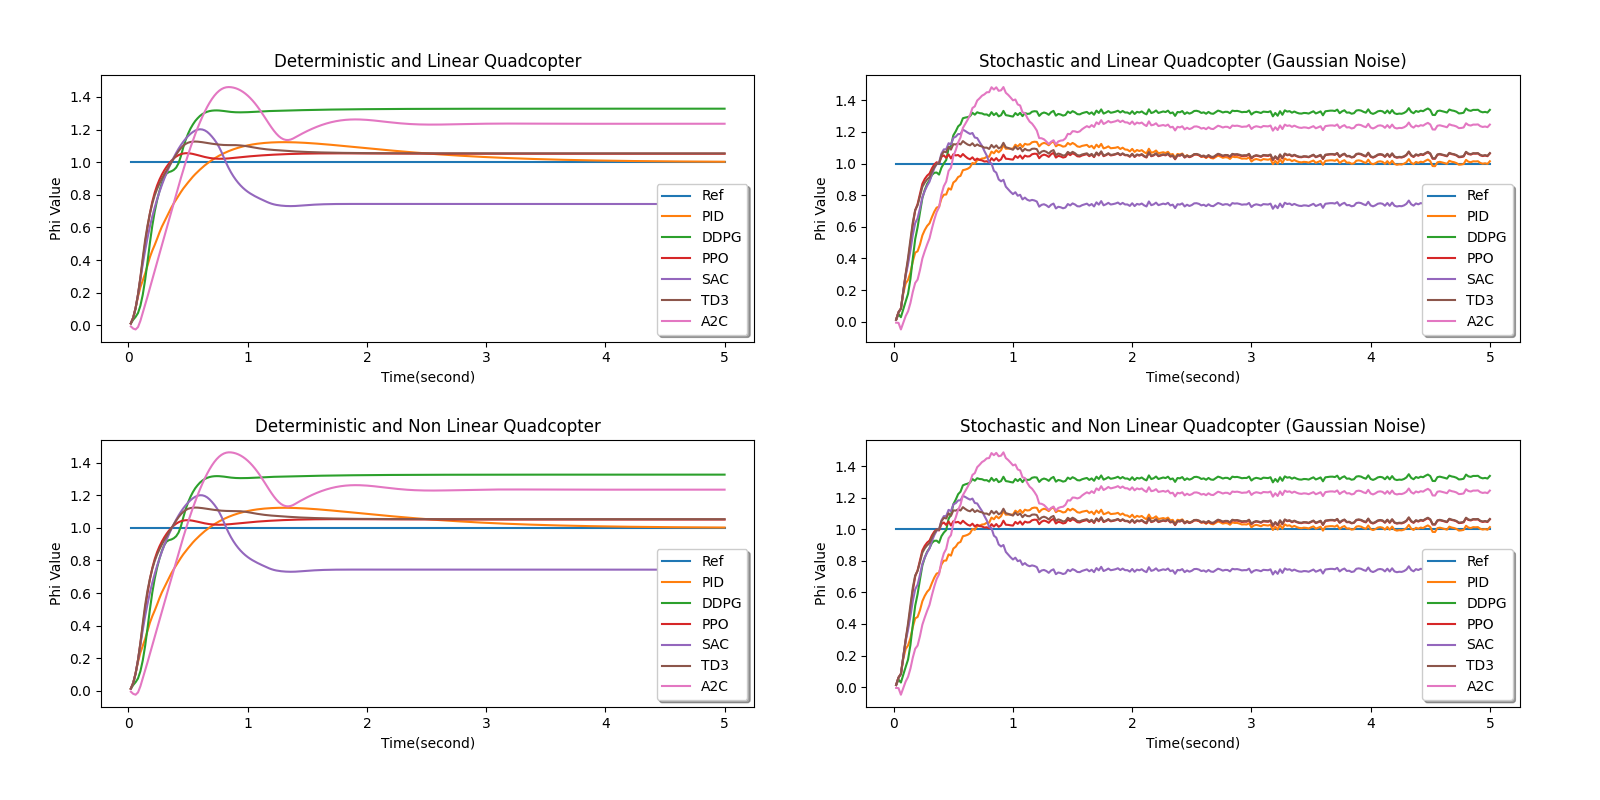 Deterministic and Linear Quadcopter
Phi Value
1.4
1.2
1.0
0.8
0.6
0.4
0.2
0.0
0 1 2 3 4 5
Time(second)
Ref
PID
DDPG
PPO
SAC
TD3
A2C
Stochastic and Linear Quadcopter (Gaussian Noise)
Phi Value
1.4
1.2
1.0
0.8
0.6
0.4
0.2
0.0
0 1 2 3 4 5
Time(second)
Ref
PID
DDPG
PPO
SAC
TD3
A2C
Deterministic and Non Linear Quadcopter
Phi Value
1.4
1.2
1.0
0.8
0.6
0.4
0.2
0.0
0 1 2 3 4 5
Time(second)
Ref
PID
DDPG
PPO
SAC
TD3
A2C
Stochastic and Non Linear Quadcopter (Gaussian Noise)
Phi Value
1.4
1.2
1.0
0.8
0.6
0.4
0.2
0.0
0 1 2 3 4 5
Time(second)
Ref
PID
DDPG
PPO
SAC
TD3
A2C